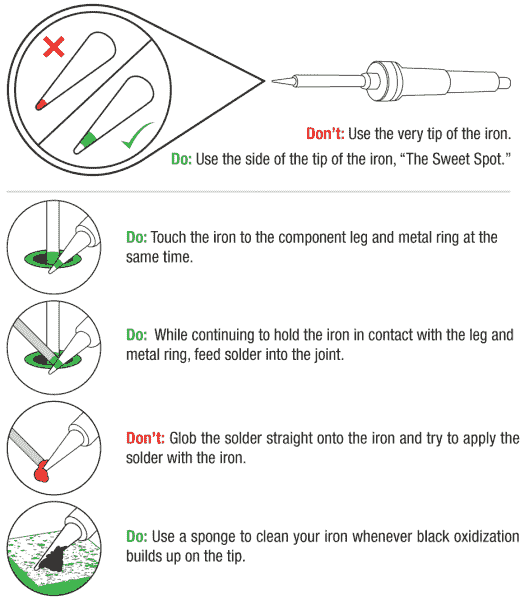 Don't: Use the very tip of the iron.
Do: Use the side of the tip of the iron, “The Sweet Spot.”
Do: Touch the iron to the component leg and metal ring at the
same time.
Do: While continuing to hold the iron in contact with the leg and
metal ring, feed solder into the joint.
Don't: Glob the solder straight onto the iron and try to apply the
solder with the iron.
Do: Use a sponge to clean your iron whenever black oxidization
builds up on the tip.